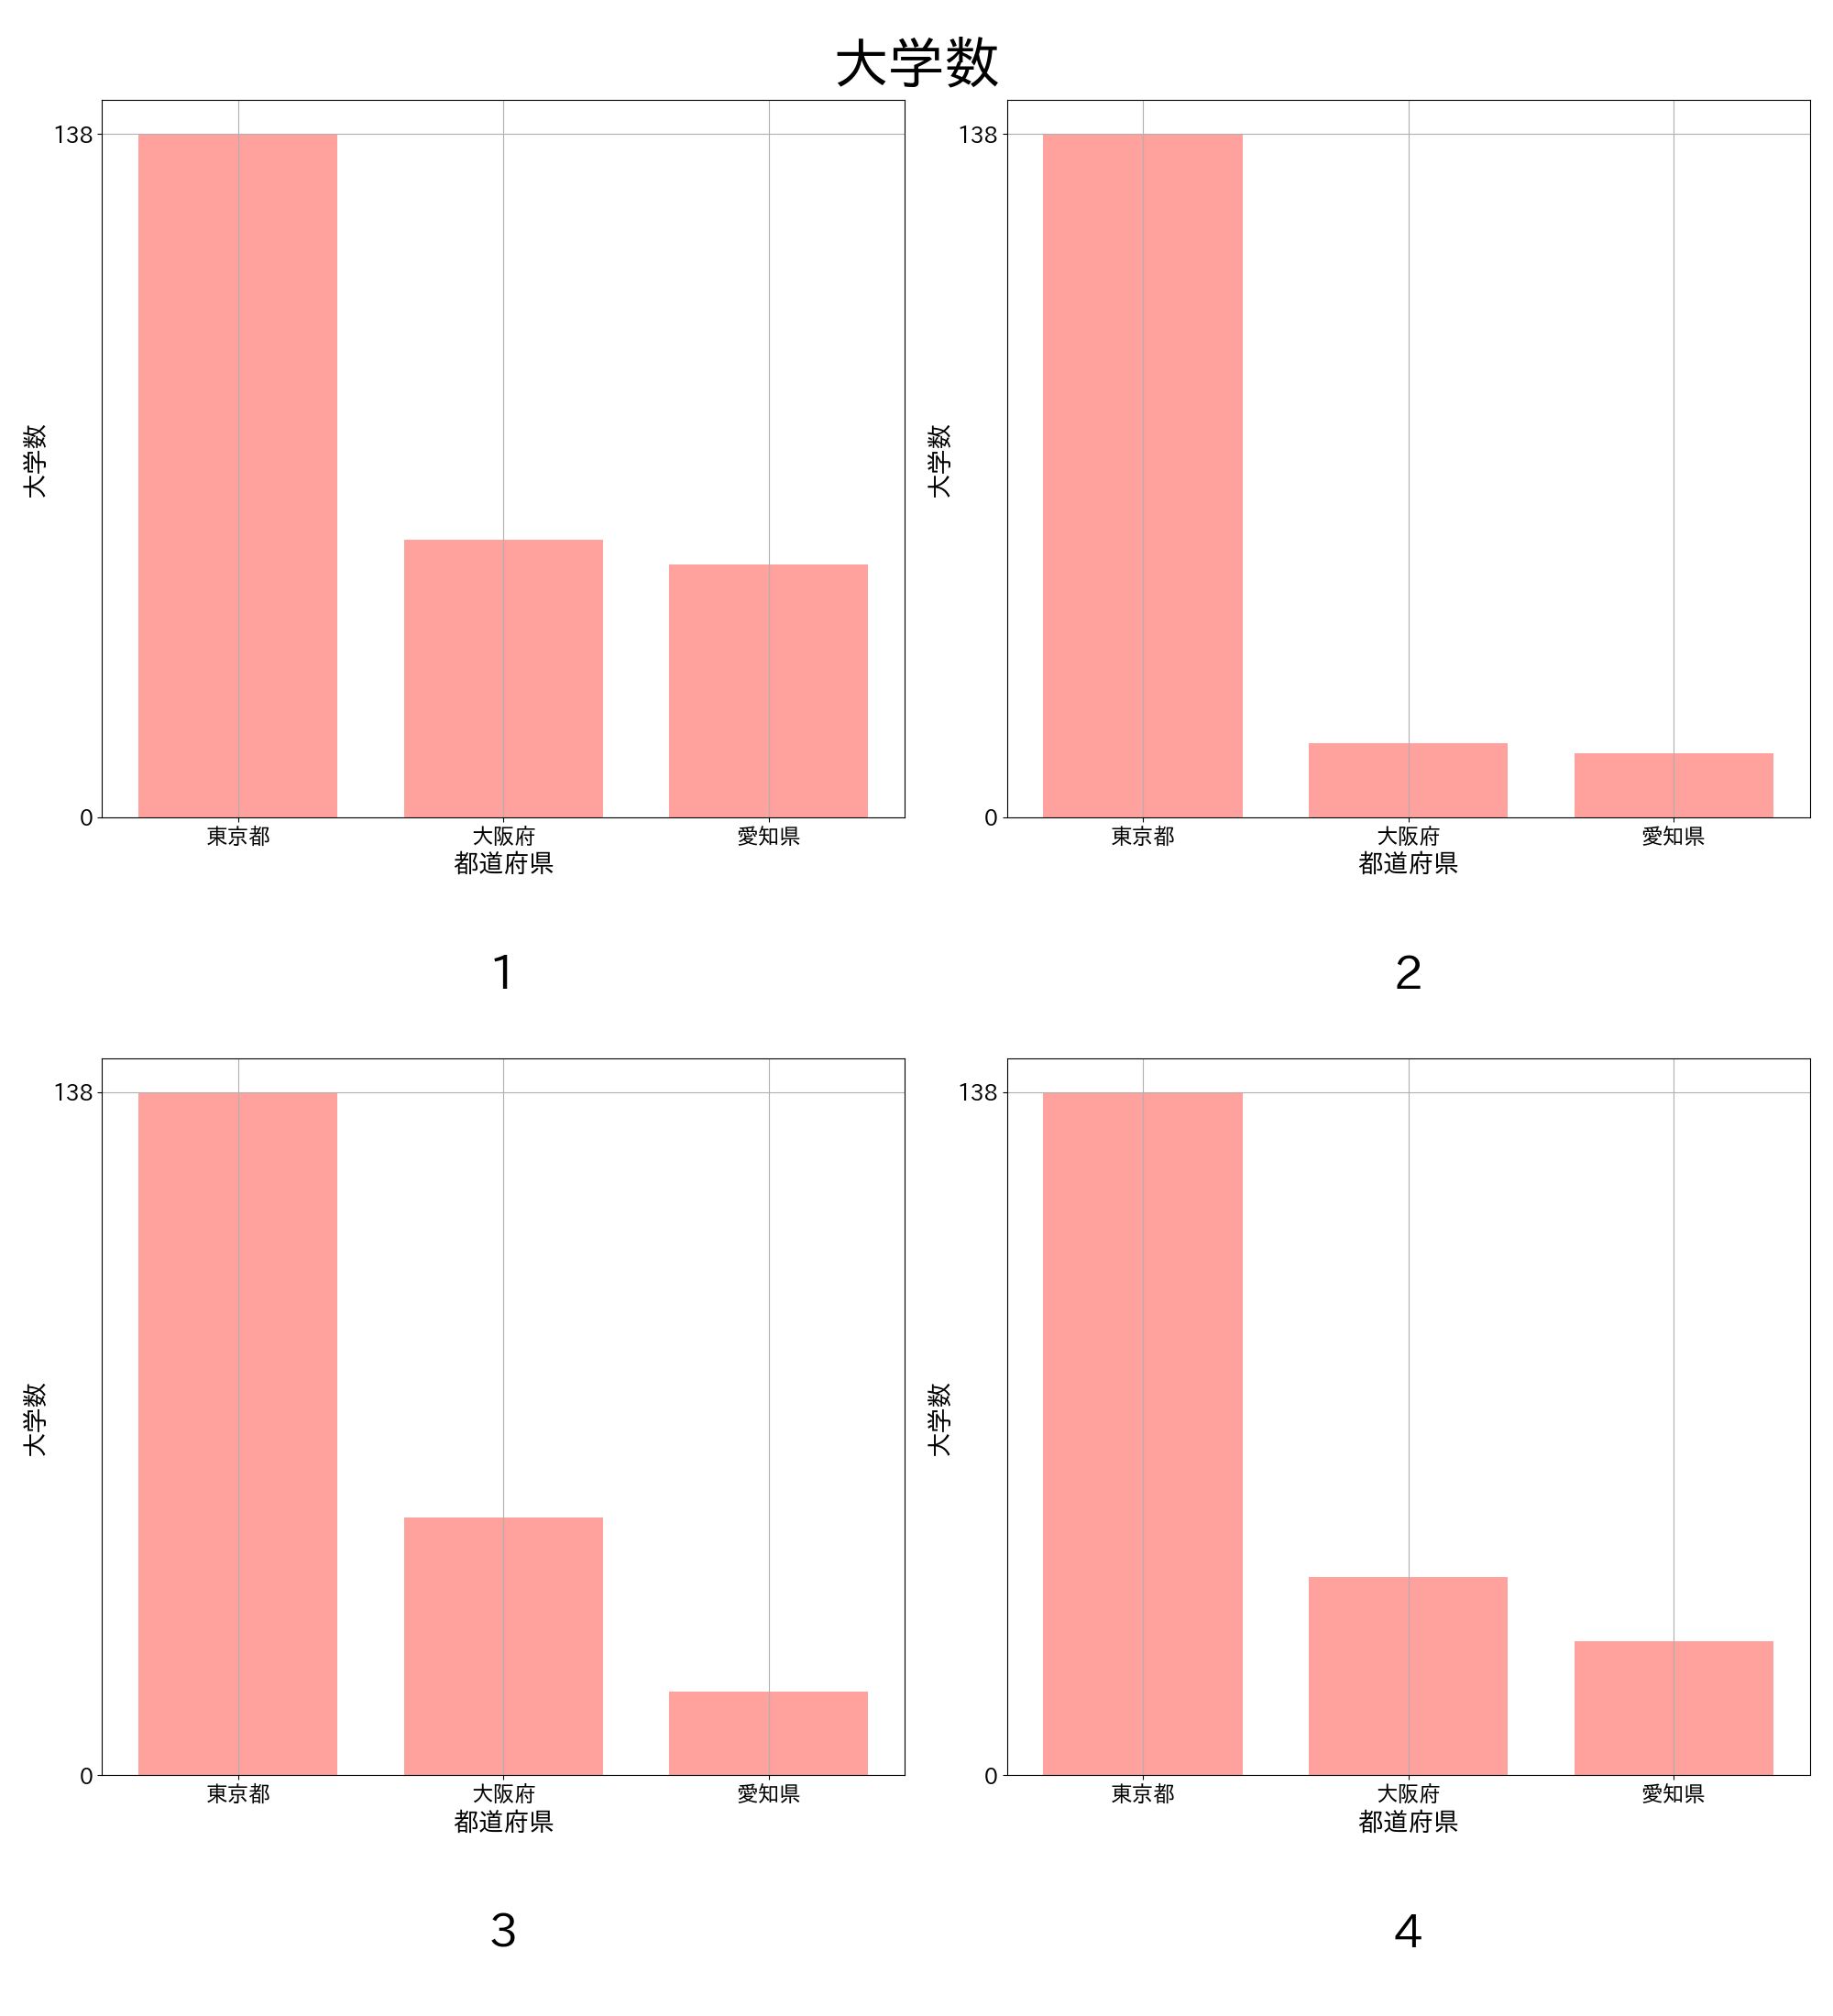 大学数
138
0
大学数
東京都 大阪府 愛知県
都道府県
1
138
0
大学数
東京都 大阪府 愛知県
都道府県
2
138
0
大学数
東京都 大阪府 愛知県
都道府県
3
138
0
大学数
東京都 大阪府 愛知県
都道府県
4